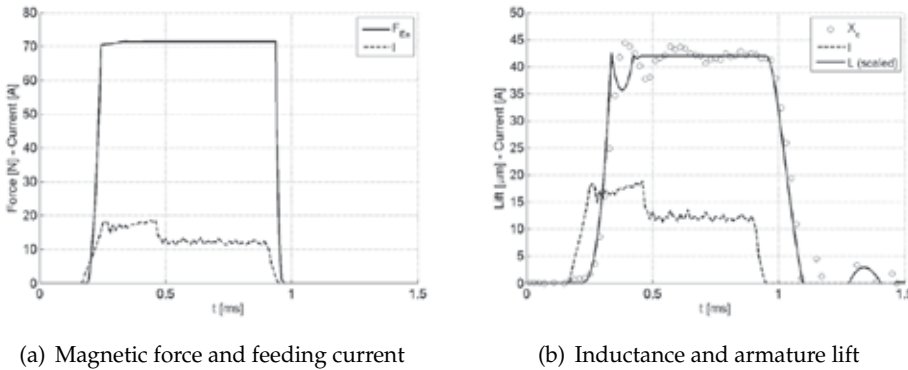 80
70
60
50
40
30
20
10
0
Force [N] - Current [A]
0
0.5
1
1.5
t [ms]
F_Ea
I
45
40
35
30
25
20
15
10
5
0
Lift [μm] - Current [A]
0
0.5
1
1.5
t [ms]
X_c
I
L (scaled)
(a) Magnetic force and feeding current
(b) Inductance and armature lift